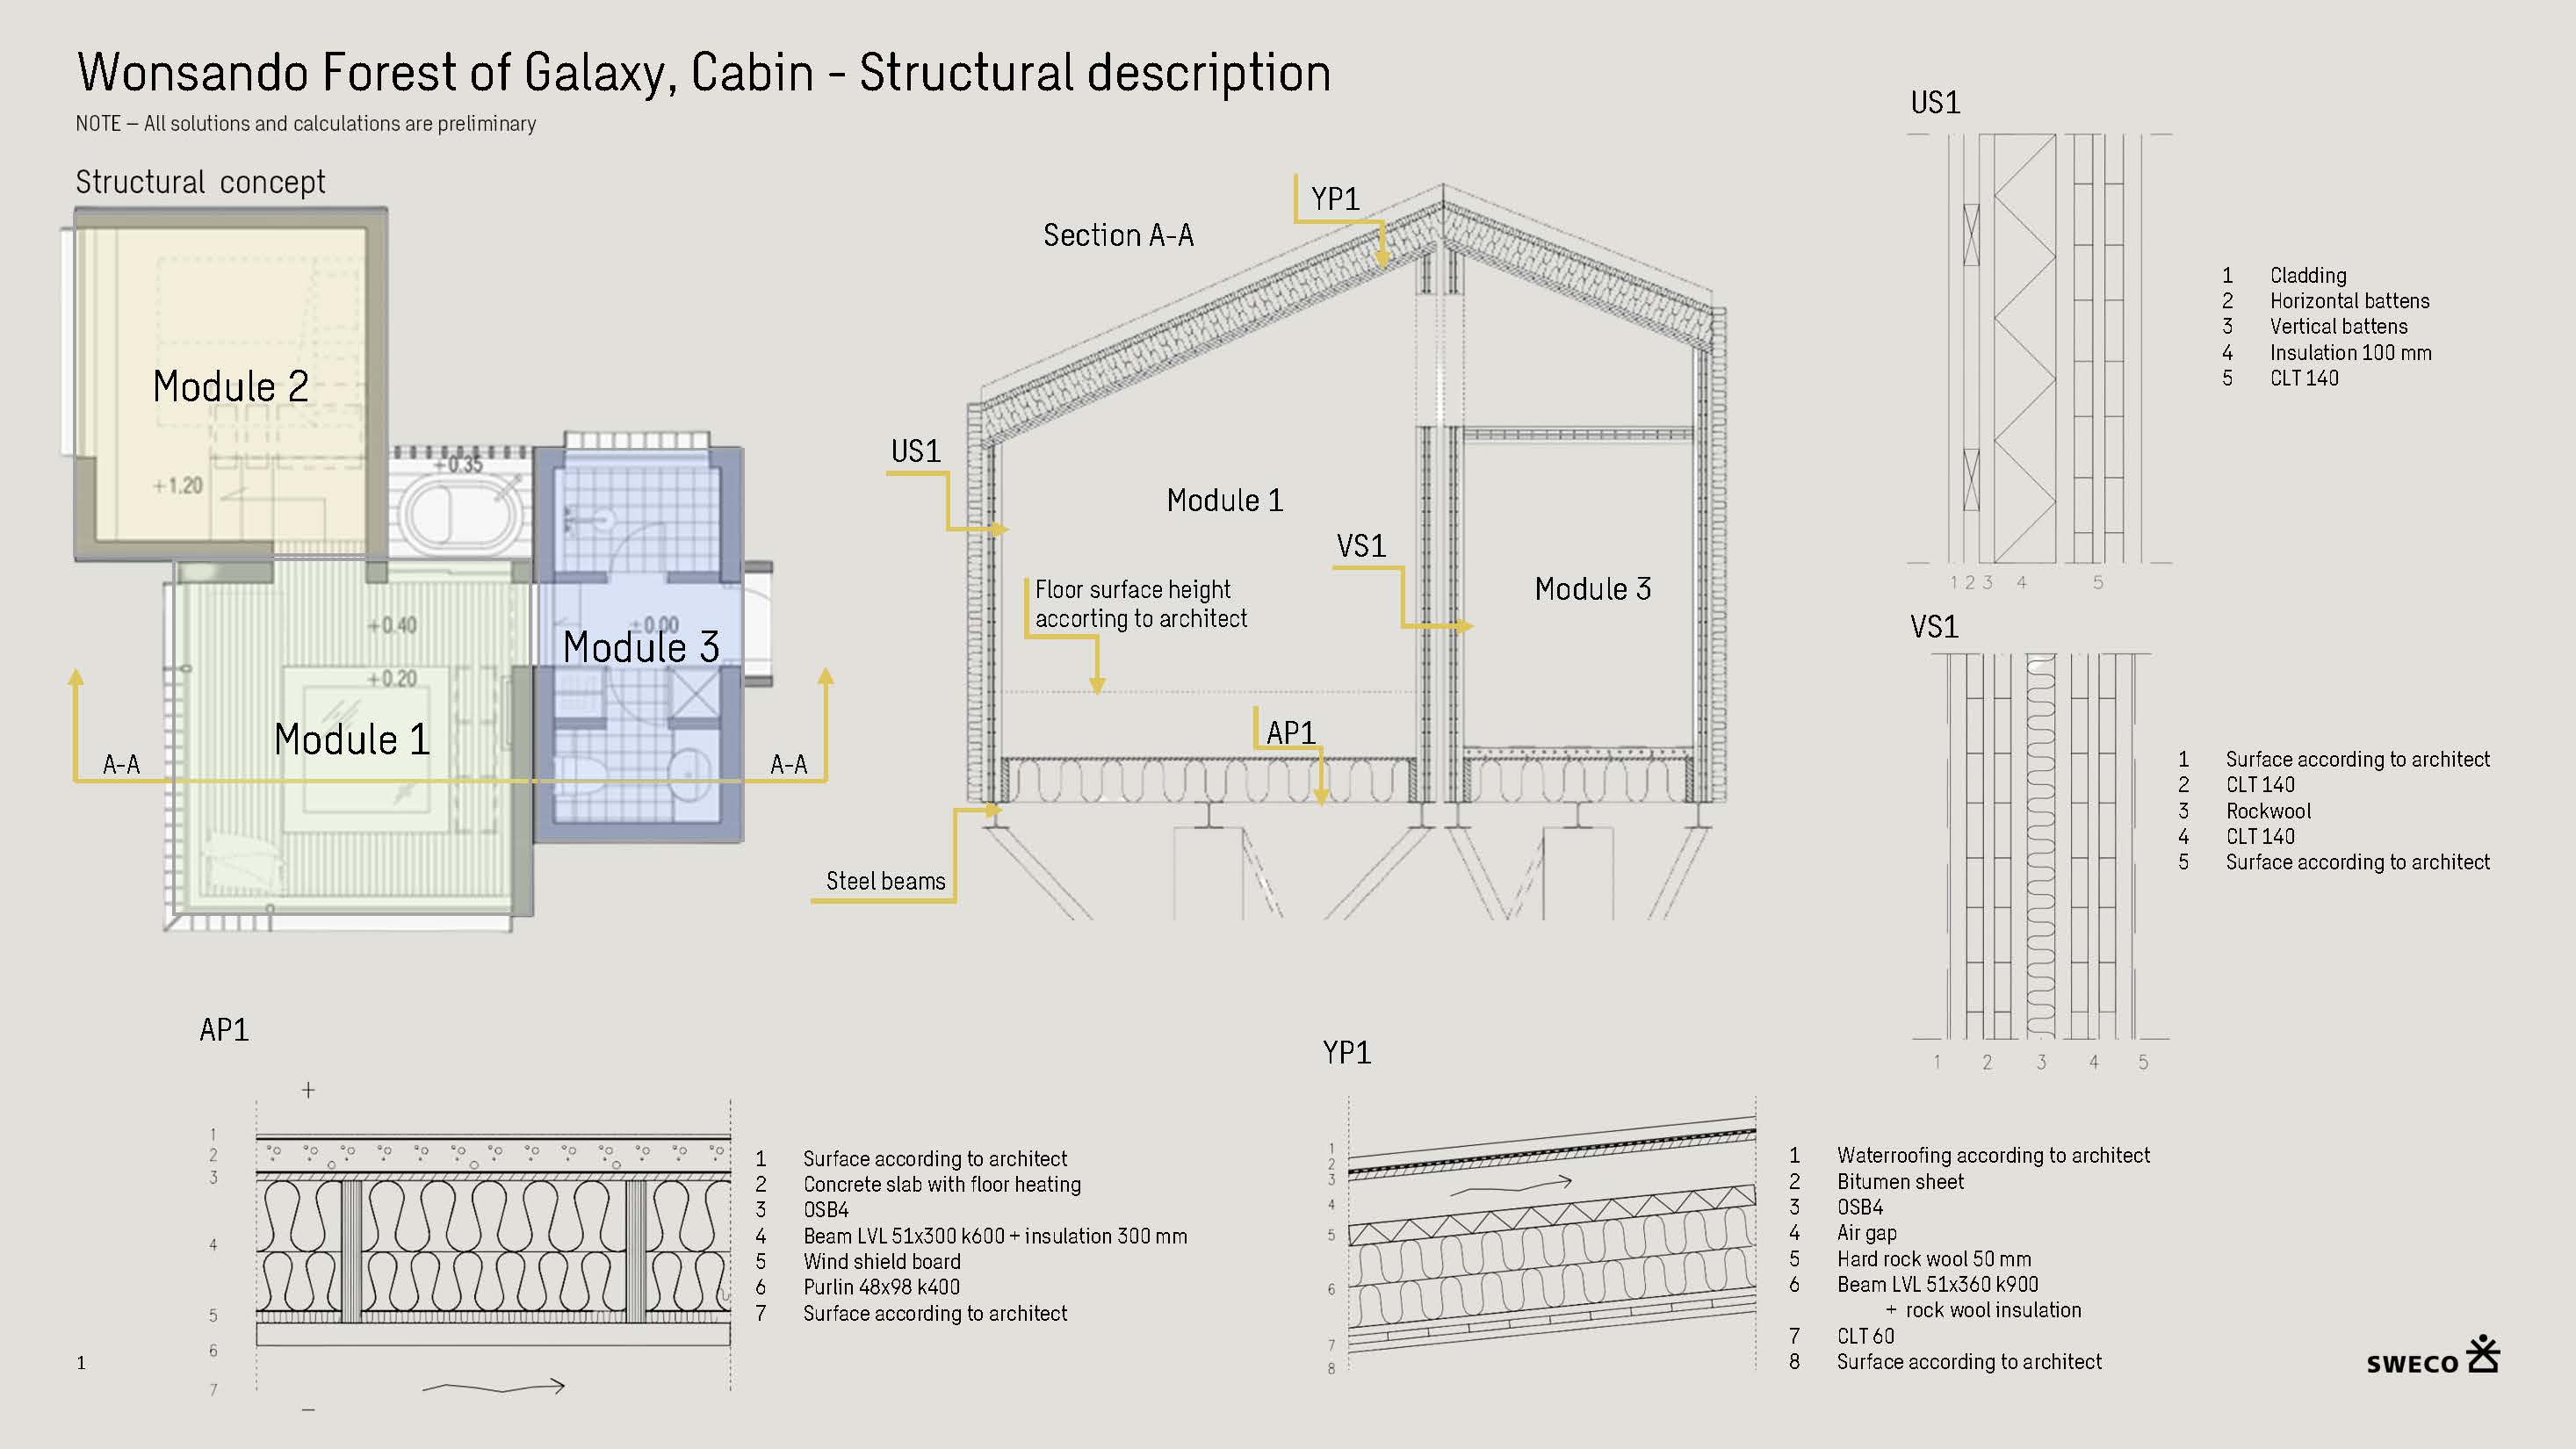 Wonsando Forest of Galaxy, Cabin - Structural description
NOTE – All solutions and calculations are preliminary
Structural concept
Module 2
+1.20
+0.35
+0.40
+0.20
±0.00
Module 3
Module 1
A-A
A-A
Section A-A
YP1
US1
Module 1
VS1
Module 3
Floor surface height
accorting to architect
AP1
Steel beams
US1
1 2 3 4 5
1 Cladding
2 Horizontal battens
3 Vertical battens
4 Insulation 100 mm
5 CLT 140
VS1
1 2 3 4 5
1 Surface according to architect
2 CLT 140
3 Rockwool
4 CLT 140
5 Surface according to architect
AP1
+
1
2
3
4
5
6
7
–
1 Surface according to architect
2 Concrete slab with floor heating
3 OSB4
4 Beam LVL 51x300 k600 + insulation 300 mm
5 Wind shield board
6 Purlin 48x98 k400
7 Surface according to architect
YP1
1
2
3
4
5
6
7
8
1 Waterroofing according to architect
2 Bitumen sheet
3 OSB4
4 Air gap
5 Hard rock wool 50 mm
6 Beam LVL 51x360 k900
+ rock wool insulation
7 CLT 60
8 Surface according to architect
1
SWECO